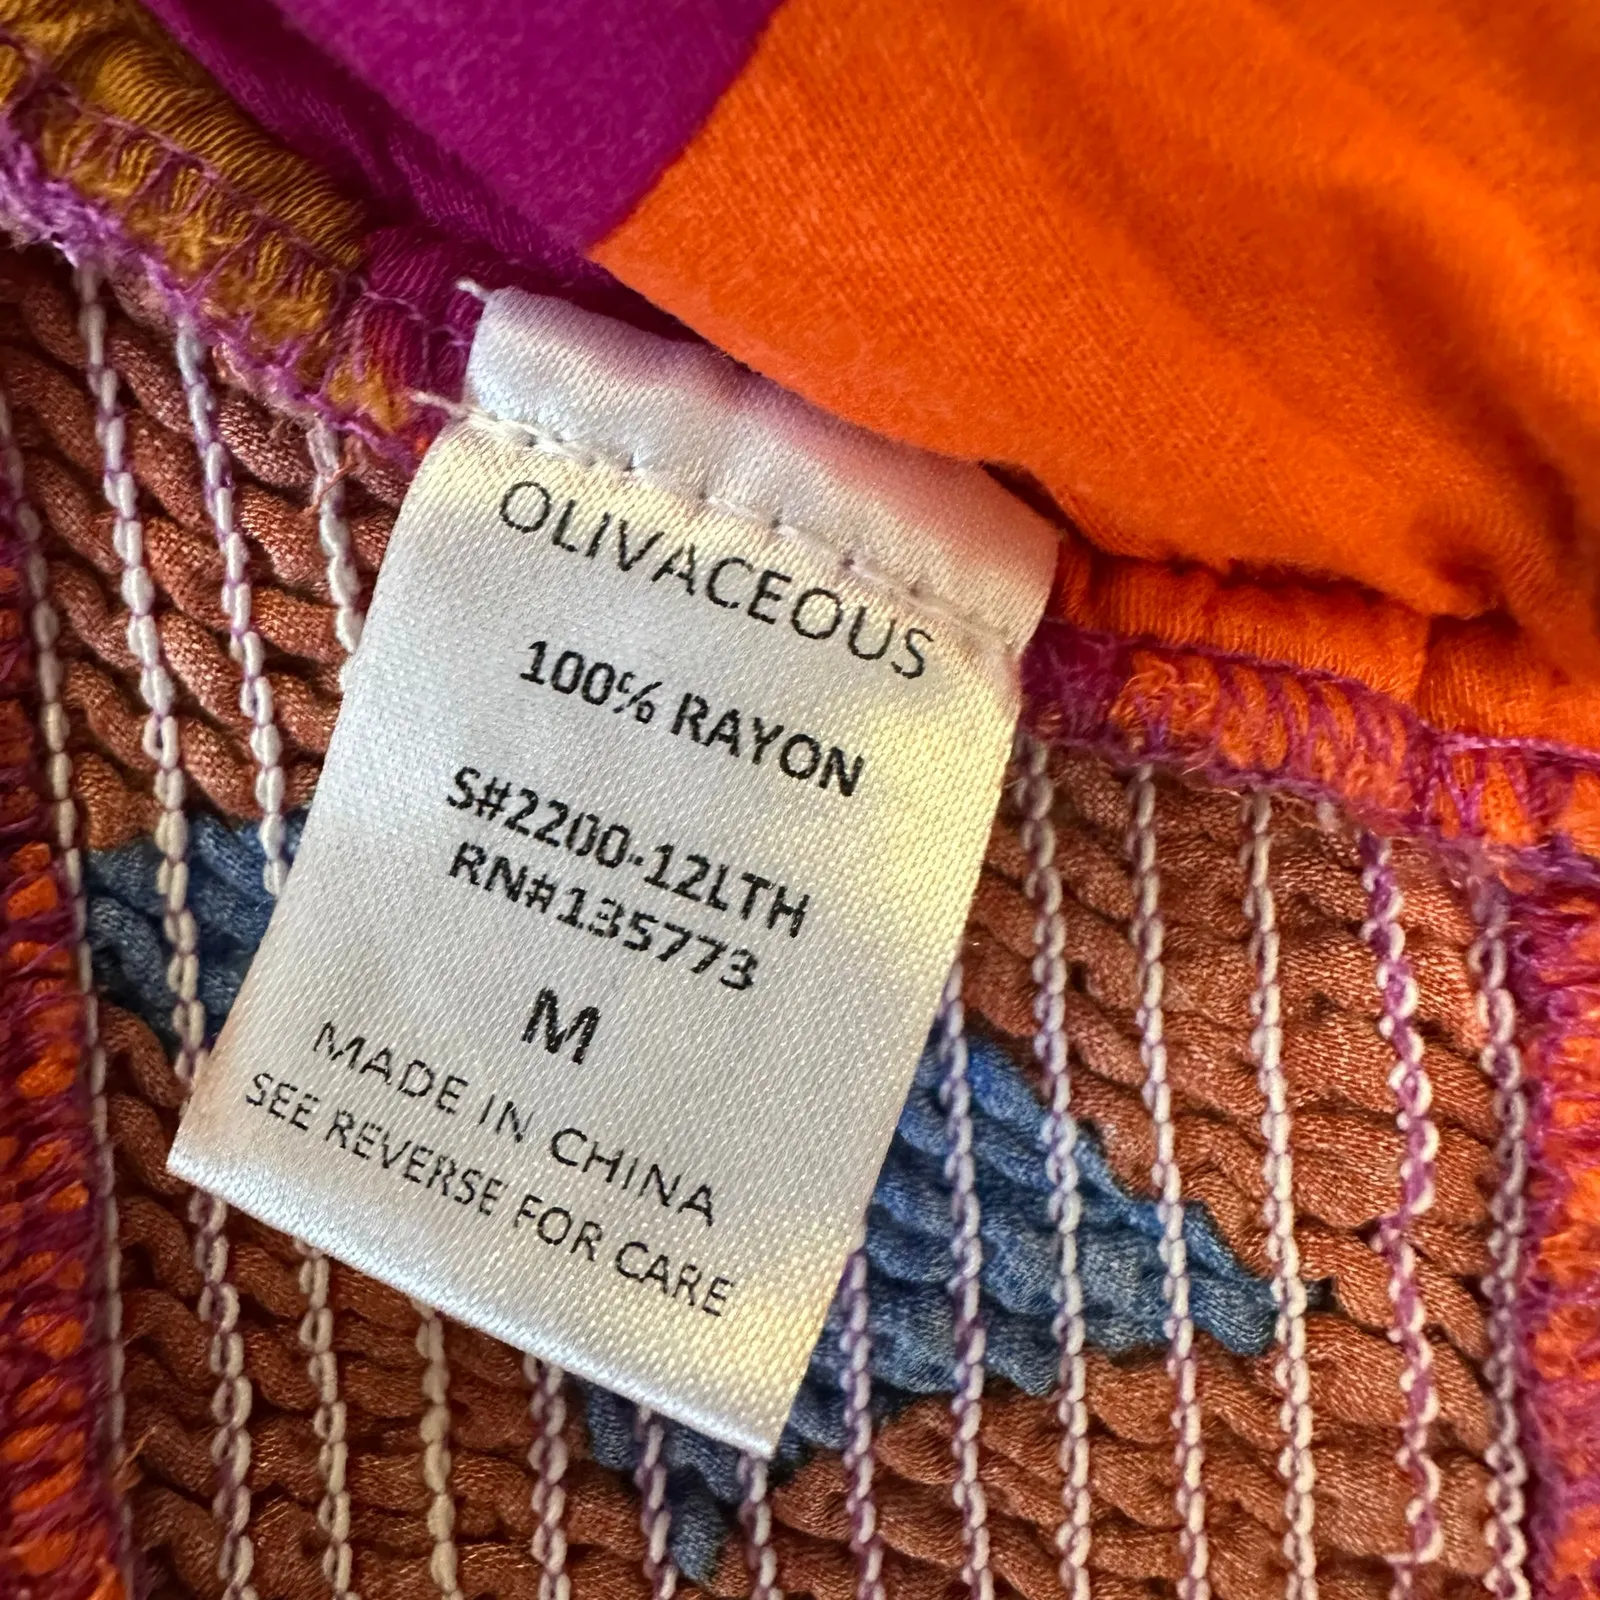 OLIVACEOUS
100% RAYON
S#2200-12LTH
RN#135773
M
MADE IN CHINA
SEE REVERSE FOR CARE